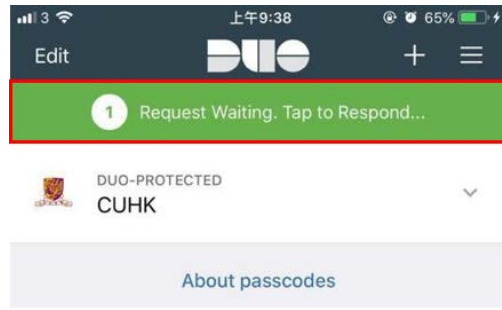 3 上午9:38 65%
Edit DUO +
1 Request Waiting. Tap to Respond...
DUO-PROTECTED
CUHK
About passcodes